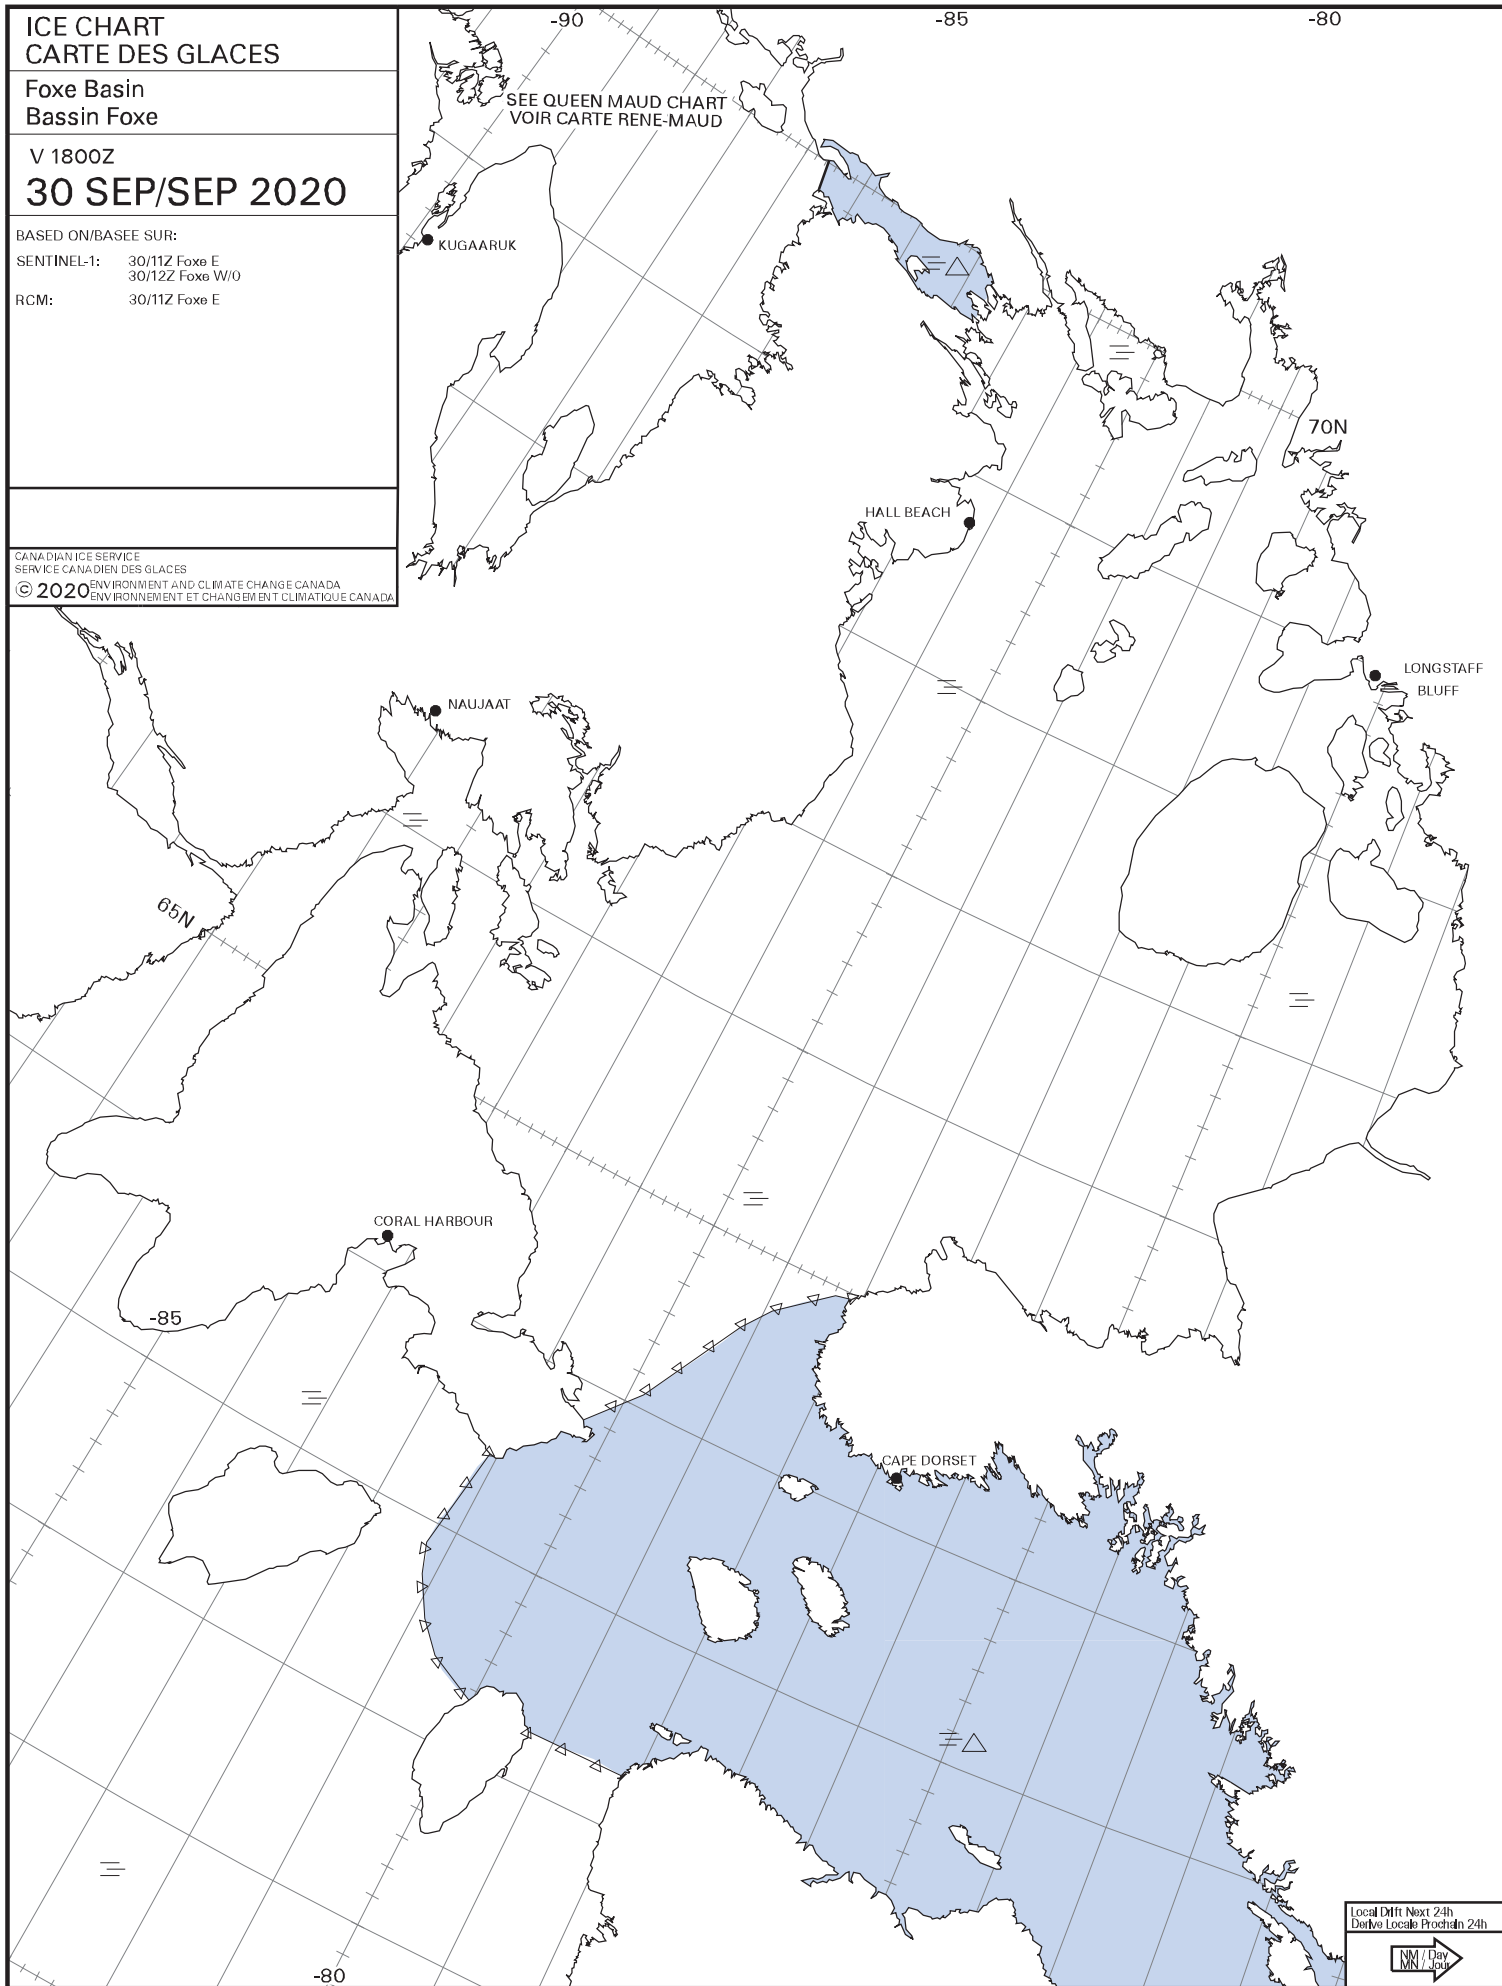 ICE CHART
CARTE DES GLACES
Foxe Basin
Bassin Foxe
V 1800Z
30 SEP/SEP 2020
BASED ON/BASEE SUR:
SENTINEL-1: 30/11Z Foxe E
30/12Z Foxe W/O
RCM: 30/11Z Foxe E
CANADIAN ICE SERVICE
SERVICE CANADIEN DES GLACES
© 2020 ENVIRONMENT AND CLIMATE CHANGE CANADA
ENVIRONNEMENT ET CHANGEMENT CLIMATIQUE CANADA
-90
-85
-80
SEE QUEEN MAUD CHART
VOIR CARTE RENE-MAUD
KUGAARUK
70N
HALL BEACH
LONGSTAFF
BLUFF
NAUJAAT
65N
CORAL HARBOUR
-85
CAPE DORSET
-80
Local Drift Next 24h
Derive Locale Prochain 24h
NM / Day
MN / Jour